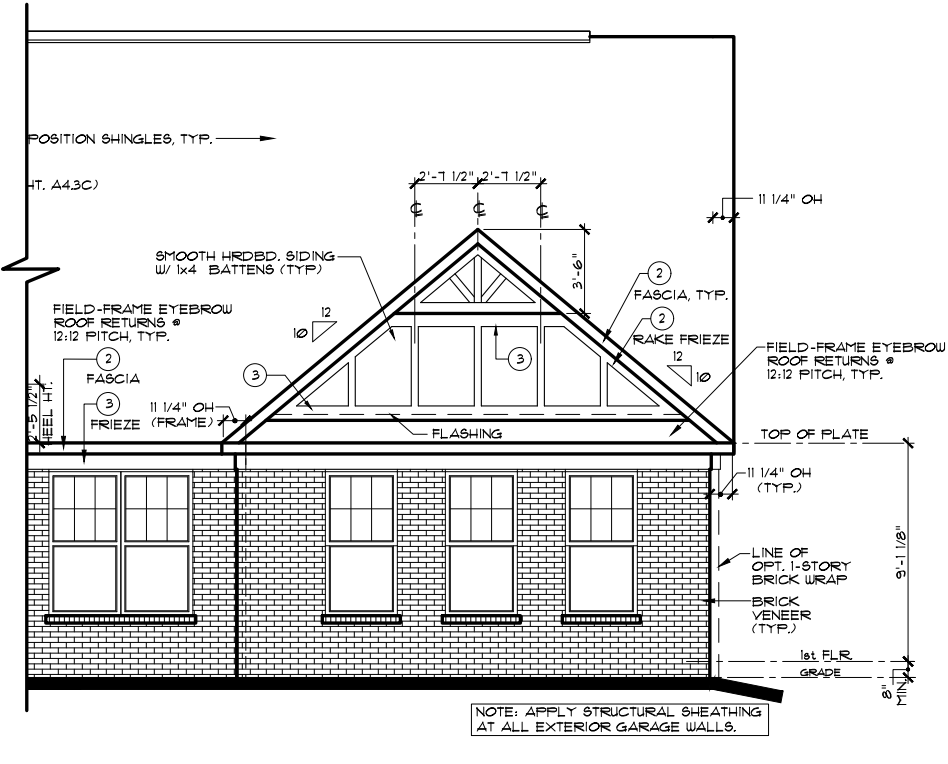 POSITION SHINGLES, TYP.
HT. A4.3C)
2'-7 1/2" 2'-7 1/2"
11 1/4" OH
SMOOTH HRDBD. SIDING
W/ 1x4 BATTENS (TYP)
3'-6"
2
FASCIA, TYP.
2
RAKE FRIEZE
12
10
12
10
FIELD-FRAME EYEBROW
ROOF RETURNS @
12:12 PITCH, TYP.
2
FASCIA
3
FRIEZE
3
3
FIELD-FRAME EYEBROW
ROOF RETURNS @
12:12 PITCH, TYP.
11 1/4" OH
(FRAME)
-5 1/2"
HEEL HT.
FLASHING
TOP OF PLATE
11 1/4" OH
(TYP.)
9'-1 1/8"
LINE OF
OPT. 1-STORY
BRICK WRAP
BRICK
VENEER
(TYP.)
1st FLR.
GRADE
8"
MIN.
NOTE: APPLY STRUCTURAL SHEATHING
AT ALL EXTERIOR GARAGE WALLS.